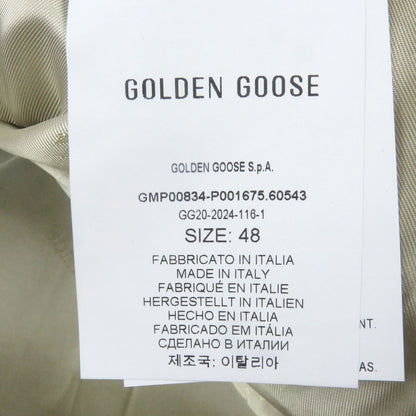 GOLDEN GOOSE
GOLDEN GOOSE S.p.A.
GMP00834-P001675.60543
GG20-2024-116-1
SIZE: 48
FABBRICATO IN ITALIA
MADE IN ITALY
FABRIQUÉ EN ITALIE
HERGESTELLT IN ITALIEN
HECHO EN ITALIA
FABRICADO EM ITÁLIA
СДЕЛАНО В ИТАЛИИ
제조국: 이탈리아
NT.
AS.